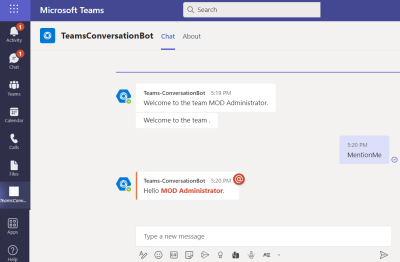 Microsoft Teams
Search
1
Activity
1
Chat
Teams
Calendar
Calls
Files
TeamsConv...
Apps
Help
TeamsConversationBot
Chat
About
Teams-ConversationBot 5:19 PM
Welcome to the team MOD Administrator.
Welcome to the team .
5:20 PM
MentionMe
Teams-ConversationBot 5:20 PM
@
Hello MOD Administrator.
Type a new message